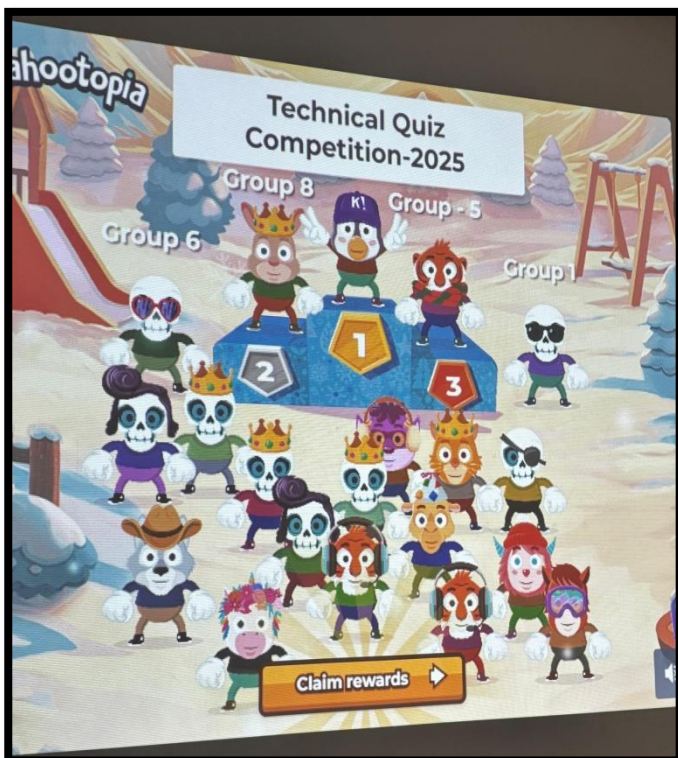 ahootopia
Technical Quiz
Competition-2025
Group 8
K!
Group - 5
Group 6
Group 1
1
2
3
Claim rewards